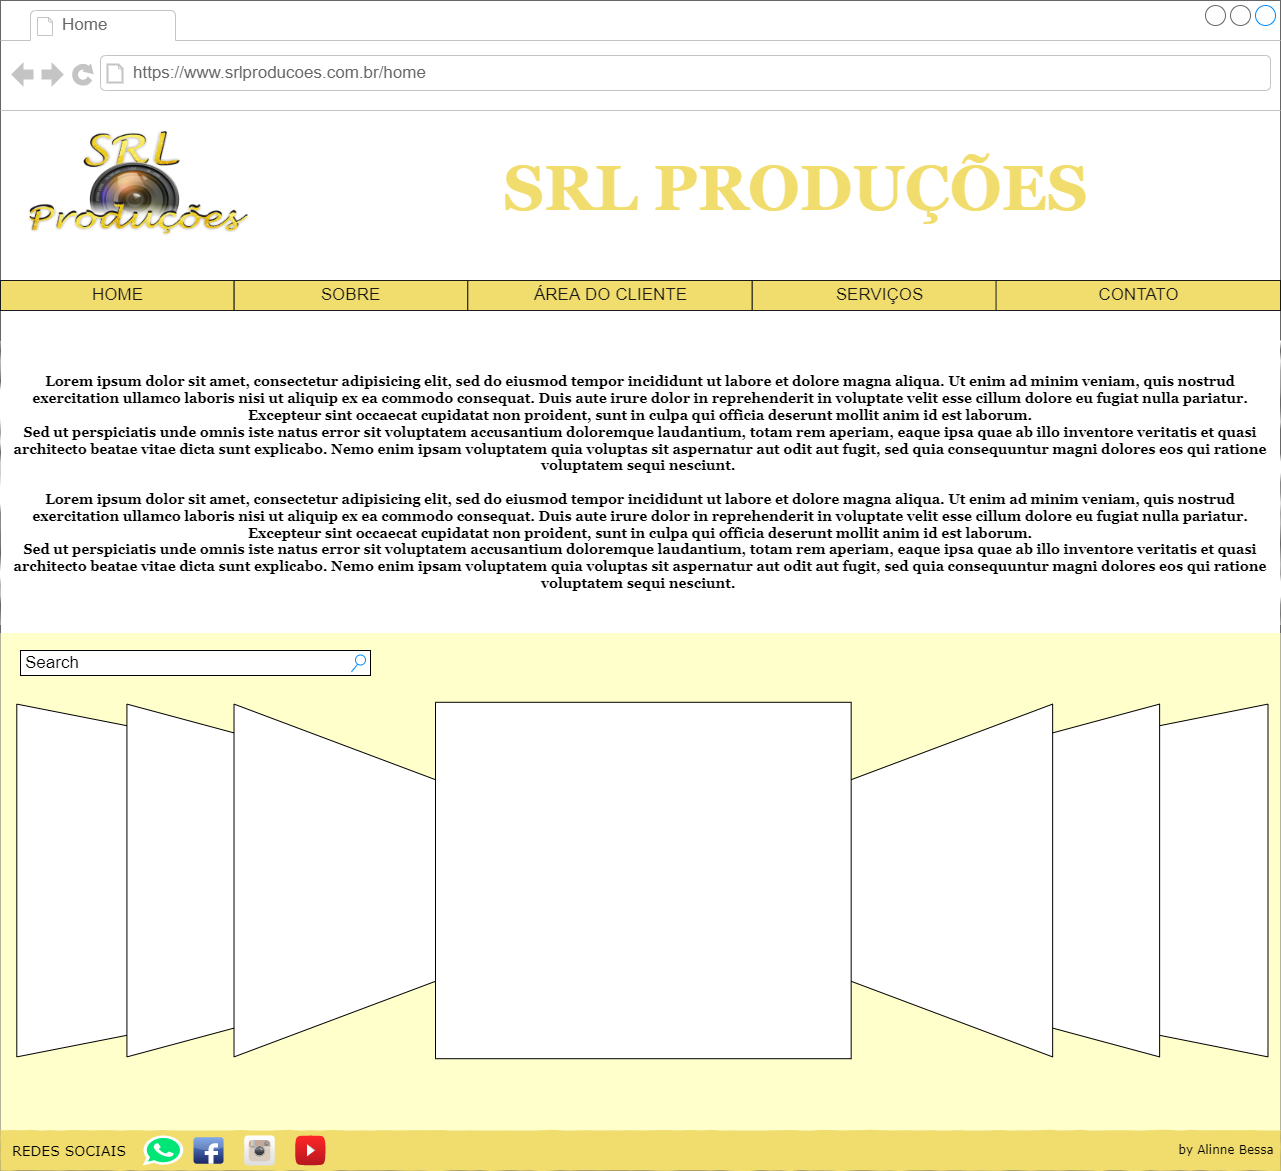 Home
https://www.srlproducoes.com.br/home
SRL
Produções
SRL PRODUÇÕES
HOME SOBRE ÁREA DO CLIENTE SERVIÇOS CONTATO
Lorem ipsum dolor sit amet, consectetur adipisicing elit, sed do eiusmod tempor incididunt ut labore et dolore magna aliqua. Ut enim ad minim veniam, quis nostrud
exercitation ullamco laboris nisi ut aliquip ex ea commodo consequat. Duis aute irure dolor in reprehenderit in voluptate velit esse cillum dolore eu fugiat nulla pariatur.
Excepteur sint occaecat cupidatat non proident, sunt in culpa qui officia deserunt mollit anim id est laborum.
Sed ut perspiciatis unde omnis iste natus error sit voluptatem accusantium doloremque laudantium, totam rem aperiam, eaque ipsa quae ab illo inventore veritatis et quasi
architecto beatae vitae dicta sunt explicabo. Nemo enim ipsam voluptatem quia voluptas sit aspernatur aut odit aut fugit, sed quia consequuntur magni dolores eos qui ratione
voluptatem sequi nesciunt.
Lorem ipsum dolor sit amet, consectetur adipisicing elit, sed do eiusmod tempor incididunt ut labore et dolore magna aliqua. Ut enim ad minim veniam, quis nostrud
exercitation ullamco laboris nisi ut aliquip ex ea commodo consequat. Duis aute irure dolor in reprehenderit in voluptate velit esse cillum dolore eu fugiat nulla pariatur.
Excepteur sint occaecat cupidatat non proident, sunt in culpa qui officia deserunt mollit anim id est laborum.
Sed ut perspiciatis unde omnis iste natus error sit voluptatem accusantium doloremque laudantium, totam rem aperiam, eaque ipsa quae ab illo inventore veritatis et quasi
architecto beatae vitae dicta sunt explicabo. Nemo enim ipsam voluptatem quia voluptas sit aspernatur aut odit aut fugit, sed quia consequuntur magni dolores eos qui ratione
voluptatem sequi nesciunt.
Search
REDES SOCIAIS
by Alinne Bessa